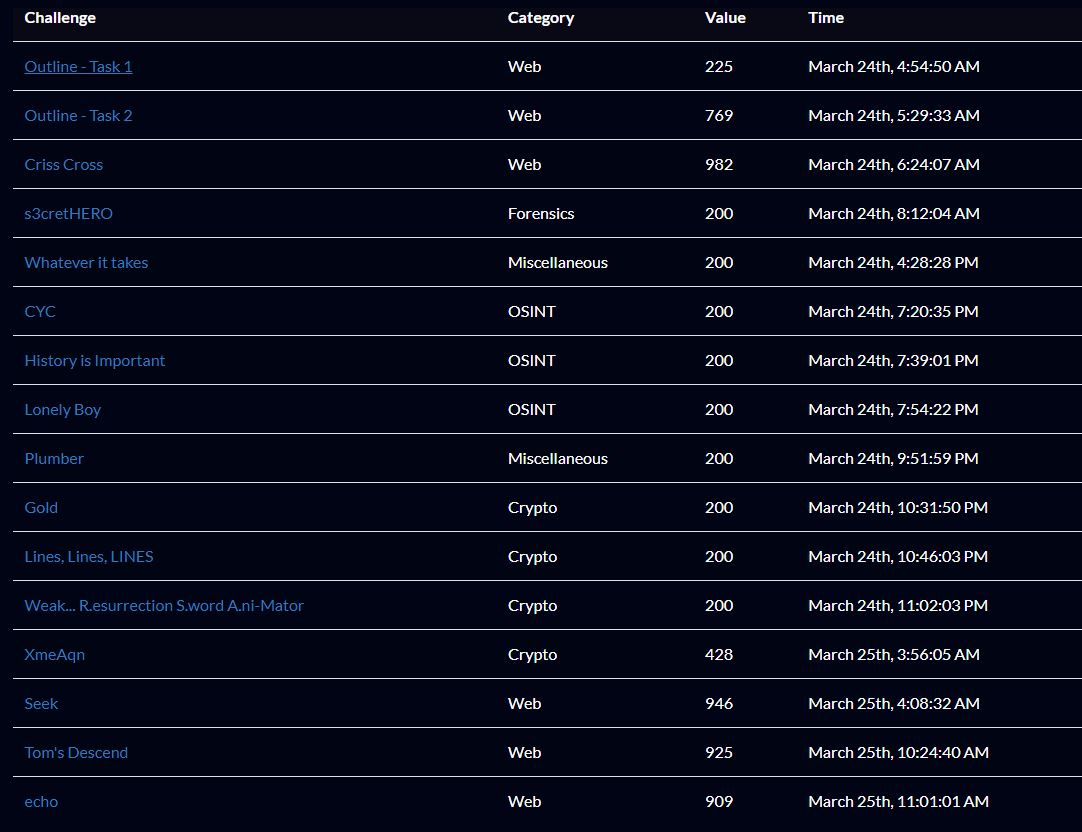 Challenge Category Value Time
Outline - Task 1 Web 225 March 24th, 4:54:50 AM
Outline - Task 2 Web 769 March 24th, 5:29:33 AM
Criss Cross Web 982 March 24th, 6:24:07 AM
s3cretHERO Forensics 200 March 24th, 8:12:04 AM
Whatever it takes Miscellaneous 200 March 24th, 4:28:28 PM
CYC OSINT 200 March 24th, 7:20:35 PM
History is Important OSINT 200 March 24th, 7:39:01 PM
Lonely Boy OSINT 200 March 24th, 7:54:22 PM
Plumber Miscellaneous 200 March 24th, 9:51:59 PM
Gold Crypto 200 March 24th, 10:31:50 PM
Lines, Lines, LINES Crypto 200 March 24th, 10:46:03 PM
Weak... R.esurrection S.word A.ni-Mator Crypto 200 March 24th, 11:02:03 PM
XmeAqn Crypto 428 March 25th, 3:56:05 AM
Seek Web 946 March 25th, 4:08:32 AM
Tom's Descend Web 925 March 25th, 10:24:40 AM
echo Web 909 March 25th, 11:01:01 AM